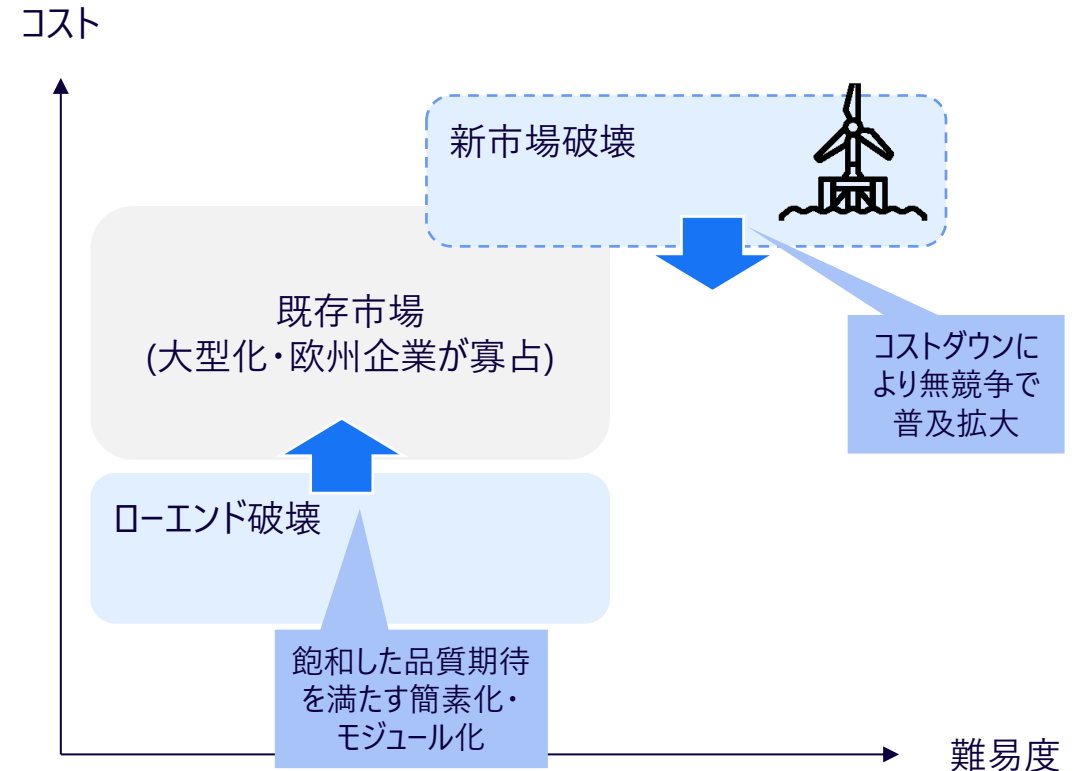 コスト
新市場破壊
既存市場
(大型化・欧州企業が寡占)
コストダウンに
より無競争で
普及拡大
ローエンド破壊
飽和した品質期待
を満たす簡素化・
モジュール化
難易度